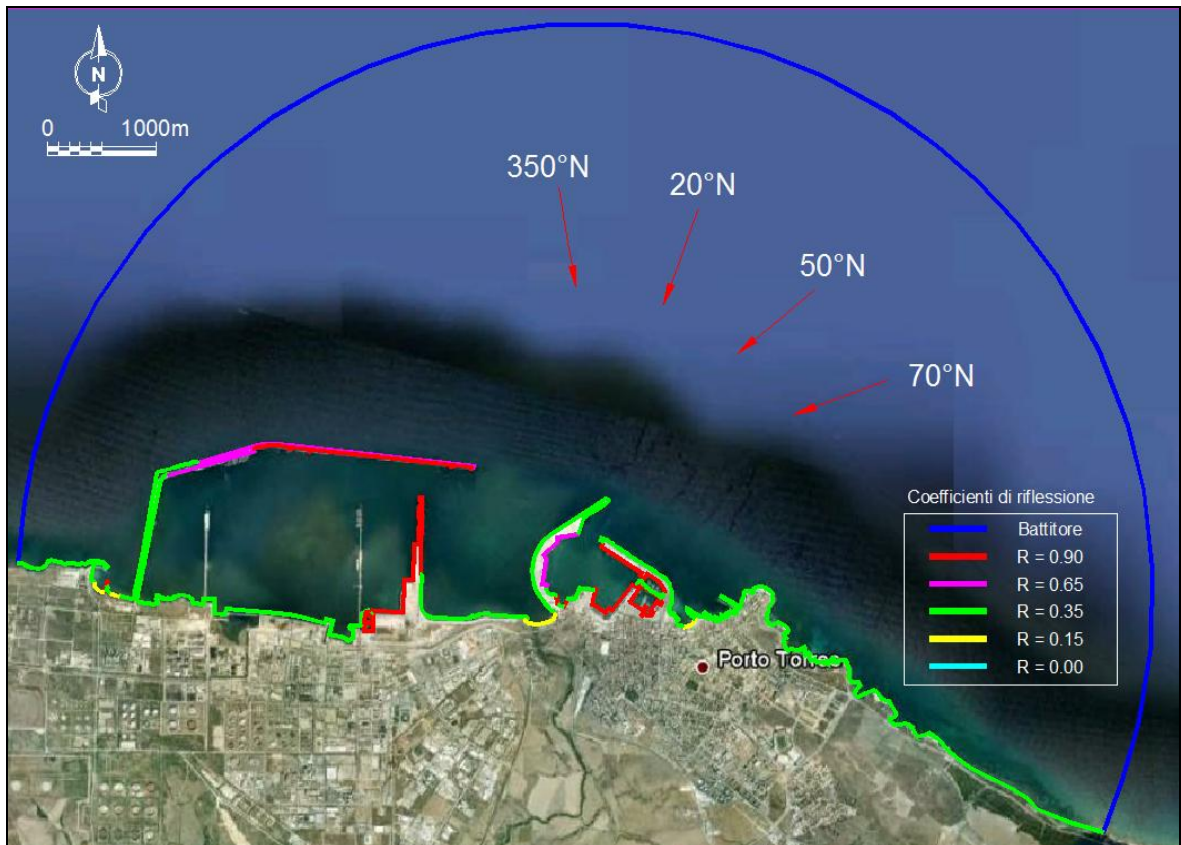 N
0 1000m
350°N
20°N
50°N
70°N
Coefficienti di riflessione
Battitore
R = 0.90
R = 0.65
R = 0.35
R = 0.15
R = 0.00
Porto Torres